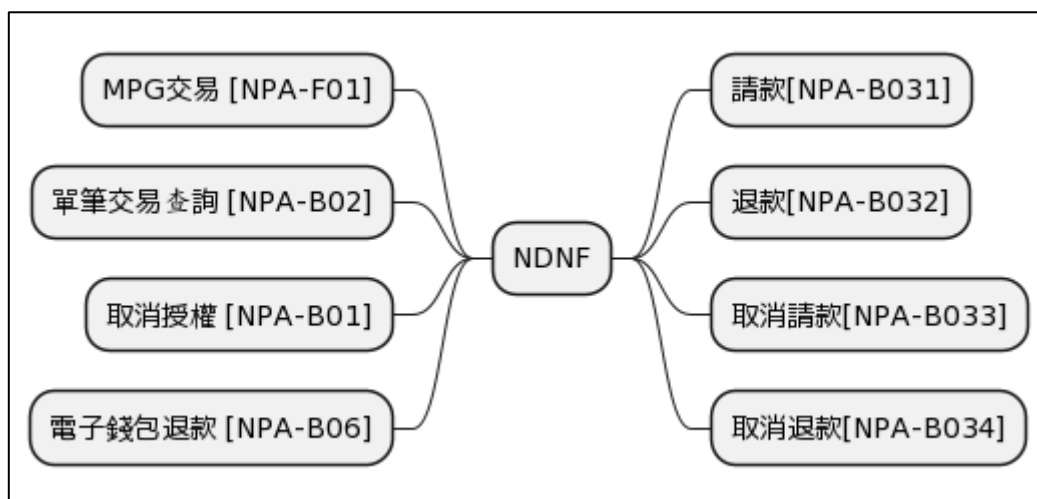 MPG交易 [NPA-F01]
單筆交易查詢 [NPA-B02]
取消授權 [NPA-B01]
電子錢包退款 [NPA-B06]
NDNF
請款[NPA-B031]
退款[NPA-B032]
取消請款[NPA-B033]
取消退款[NPA-B034]